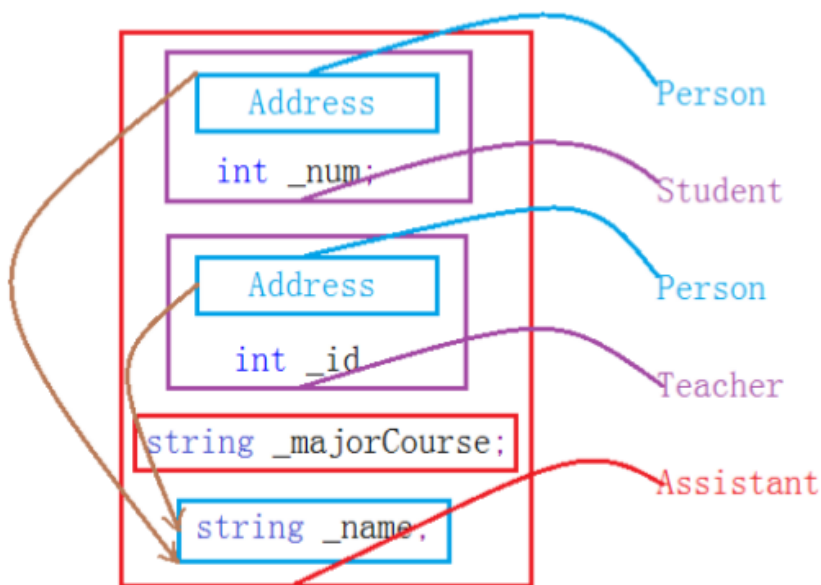 Address
Person
int _num;
Student
Address
Person
int _id
Teacher
string _majorCourse;
Assistant
string _name;